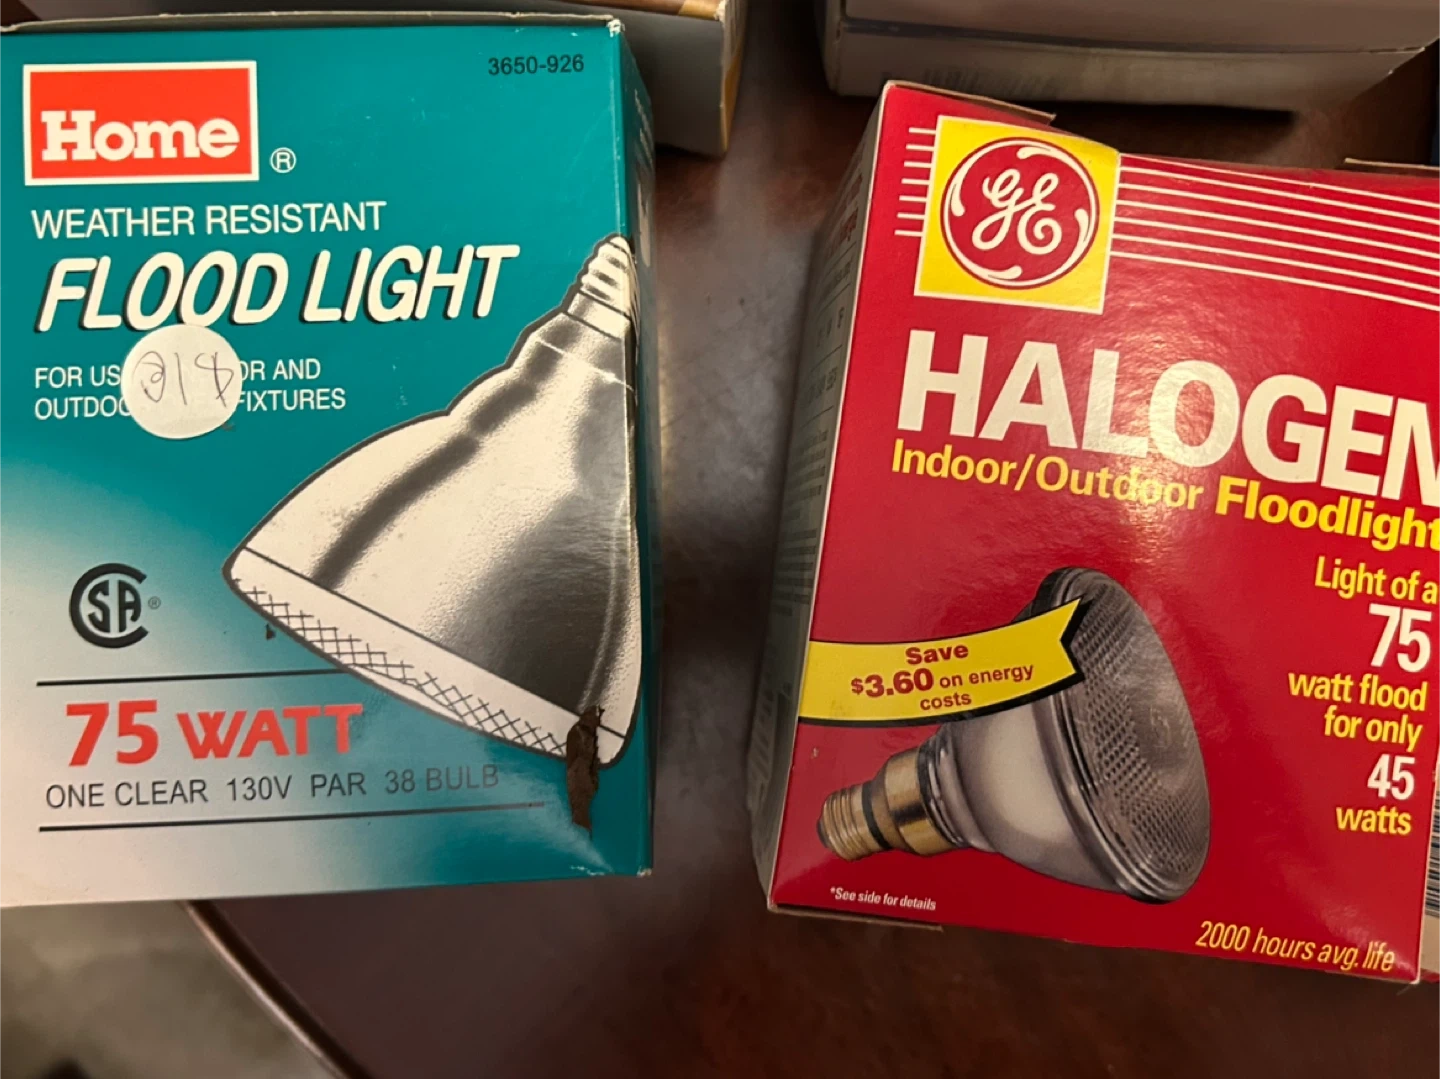 3650-926
Home ®
WEATHER RESISTANT
FLOOD LIGHT
FOR US OR AND
OUTDOO FIXTURES
CSA ®
75 WATT
ONE CLEAR 130V PAR 38 BULB
GE
HALOGEN
Indoor/Outdoor Floodlight
Light of a
75
watt flood
for only
45
watts
Save
$3.60 on energy
costs
*See side for details
2000 hours avg. life